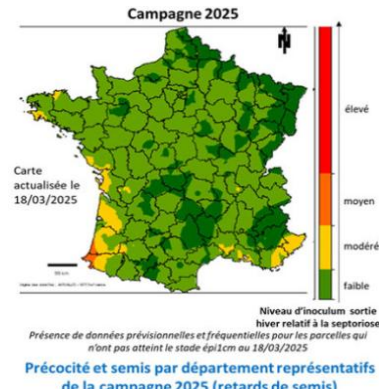 Campagne 2025
N
élevé
Carte
actualisée le
18/03/2025
moyen
modéré
faible
Niveau d'inoculum sortie
hiver relatif à la septoriose
Présence de données prévisionnelles et fréquentielles pour les parcelles qui
n'ont pas atteint le stade épi1cm au 18/03/2025
Précocité et semis par département représentatifs
de la campagne 2025 (retards de semis)